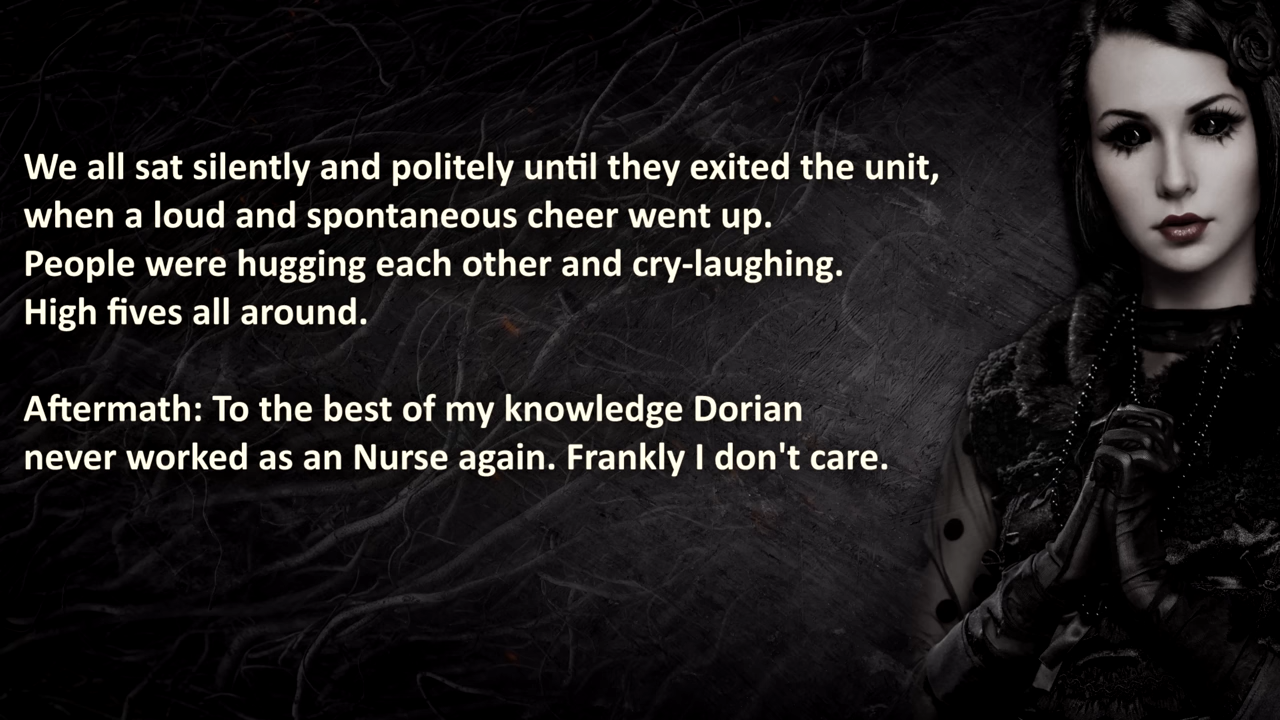 We all sat silently and politely until they exited the unit,
when a loud and spontaneous cheer went up.
People were hugging each other and cry-laughing.
High fives all around.
Aftermath: To the best of my knowledge Dorian
never worked as an Nurse again. Frankly I don't care.